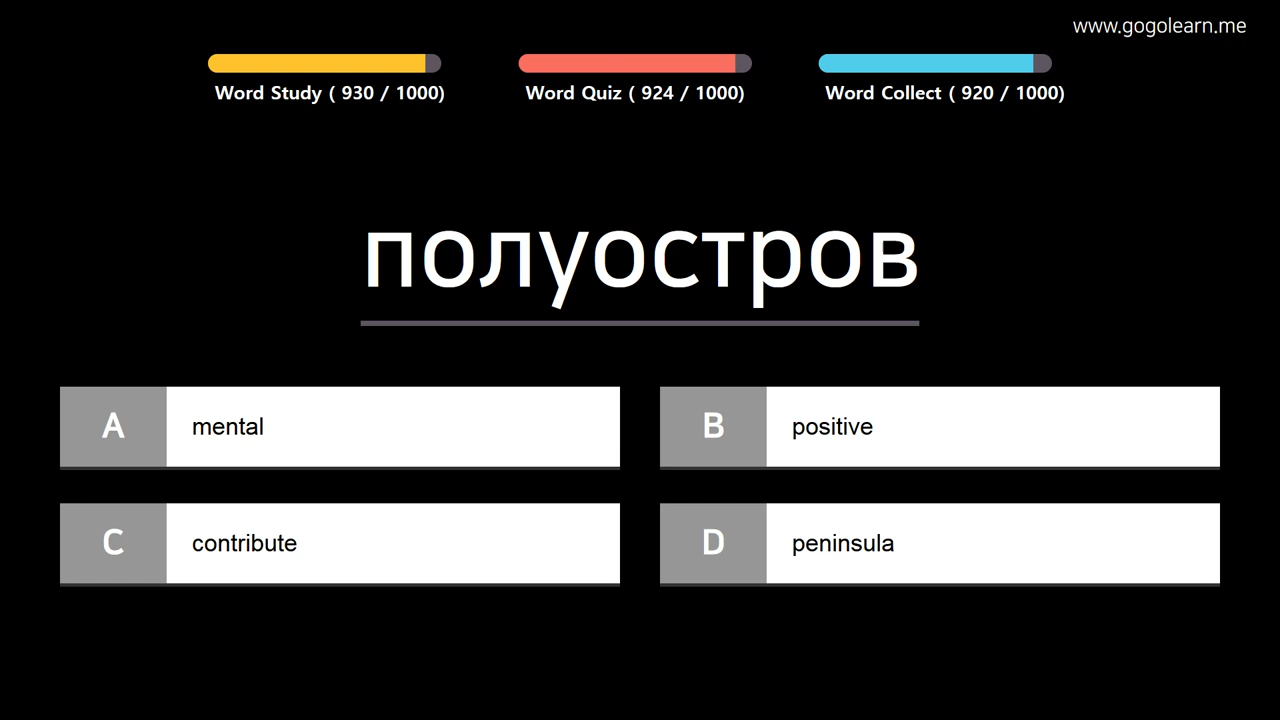 www.gogolearn.me
Word Study ( 930 / 1000)
Word Quiz ( 924 / 1000)
Word Collect ( 920 / 1000)
полуостров
A mental
B positive
C contribute
D peninsula